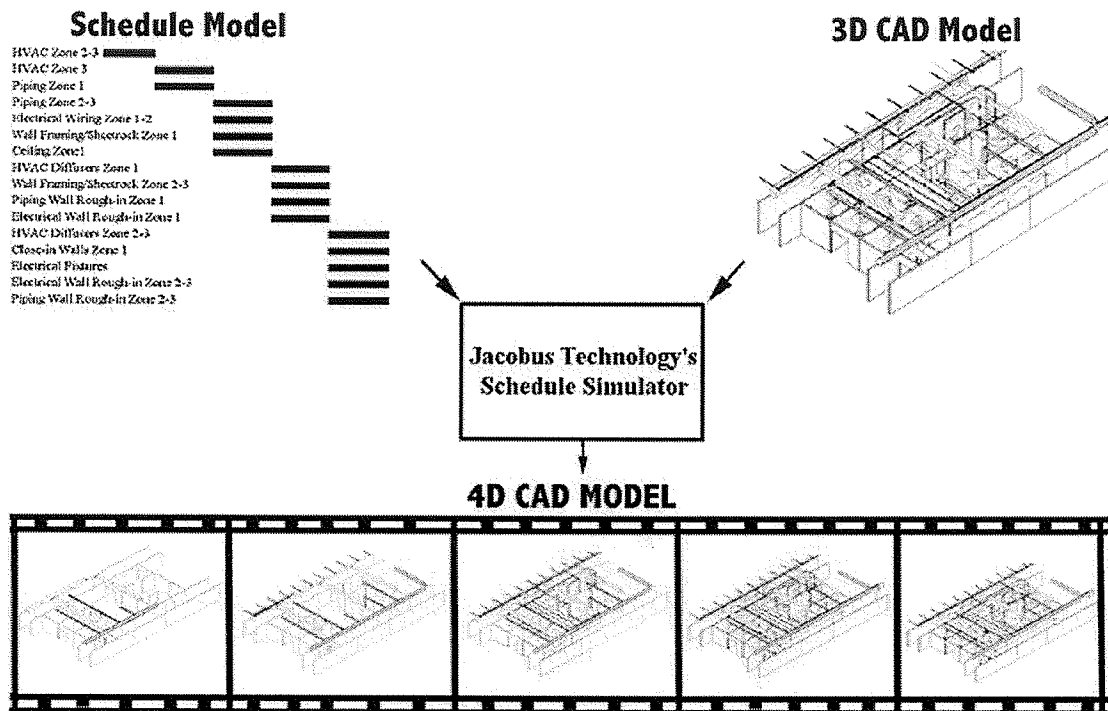 Schedule Model
3D CAD Model
HVAC Zone 2-3
HVAC Zone 3
Piping Zone 1
Piping Zone 2-3
Electrical Wiring Zone 1-2
Wall Framing/Sheetrock Zone 1
Ceiling Zone1
HVAC Diffusers Zone 1
Wall Framing/Sheetrock Zone 2-3
Piping Wall Rough-in Zone 1
Electrical Wall Rough-in Zone 1
HVAC Diffusers Zone 2-3
Close-in Walls Zone 1
Electrical Fixtures
Electrical Wall Rough-in Zone 2-3
Piping Wall Rough-in Zone 2-3
Jacobus Technology's
Schedule Simulator
4D CAD MODEL